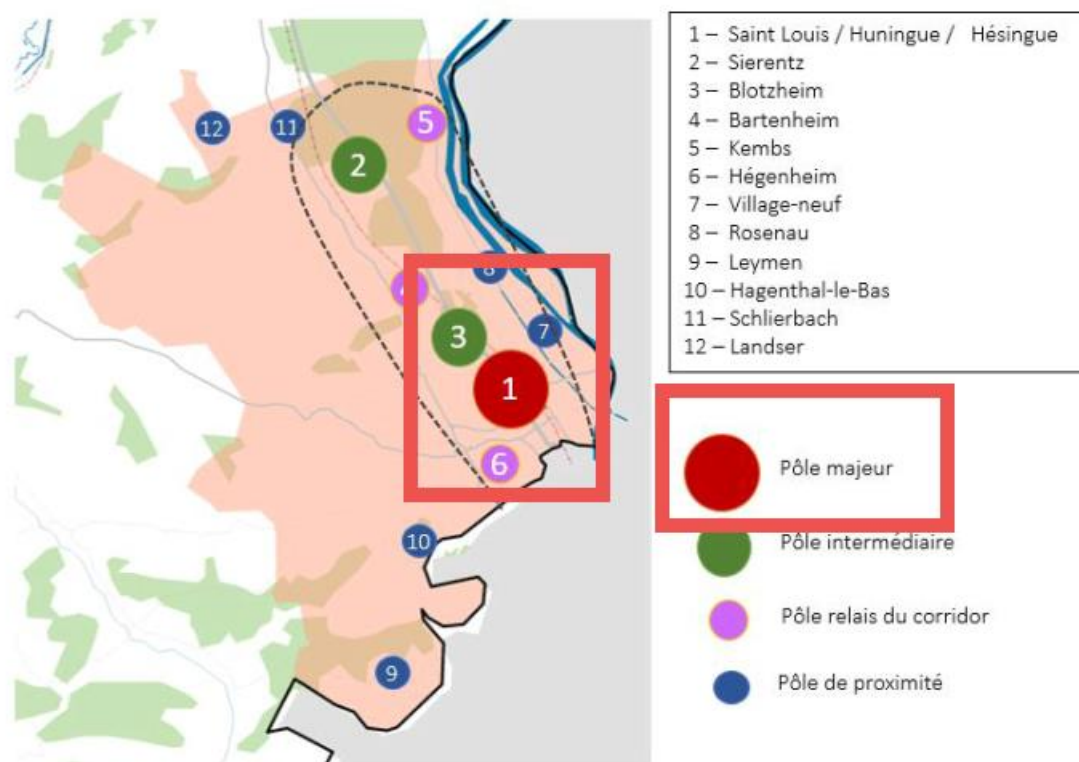 1 – Saint Louis / Huningue / Hésingue
2 – Sierentz
3 – Blotzheim
4 – Bartenheim
5 – Kembs
6 – Hégenheim
7 – Village-neuf
8 – Rosenau
9 – Leymen
10 – Hagenthal-le-Bas
11 – Schlierbach
12 – Landser
12
11
5
2
8
3
7
1
6
10
9
Pôle majeur
Pôle intermédiaire
Pôle relais du corridor
Pôle de proximité